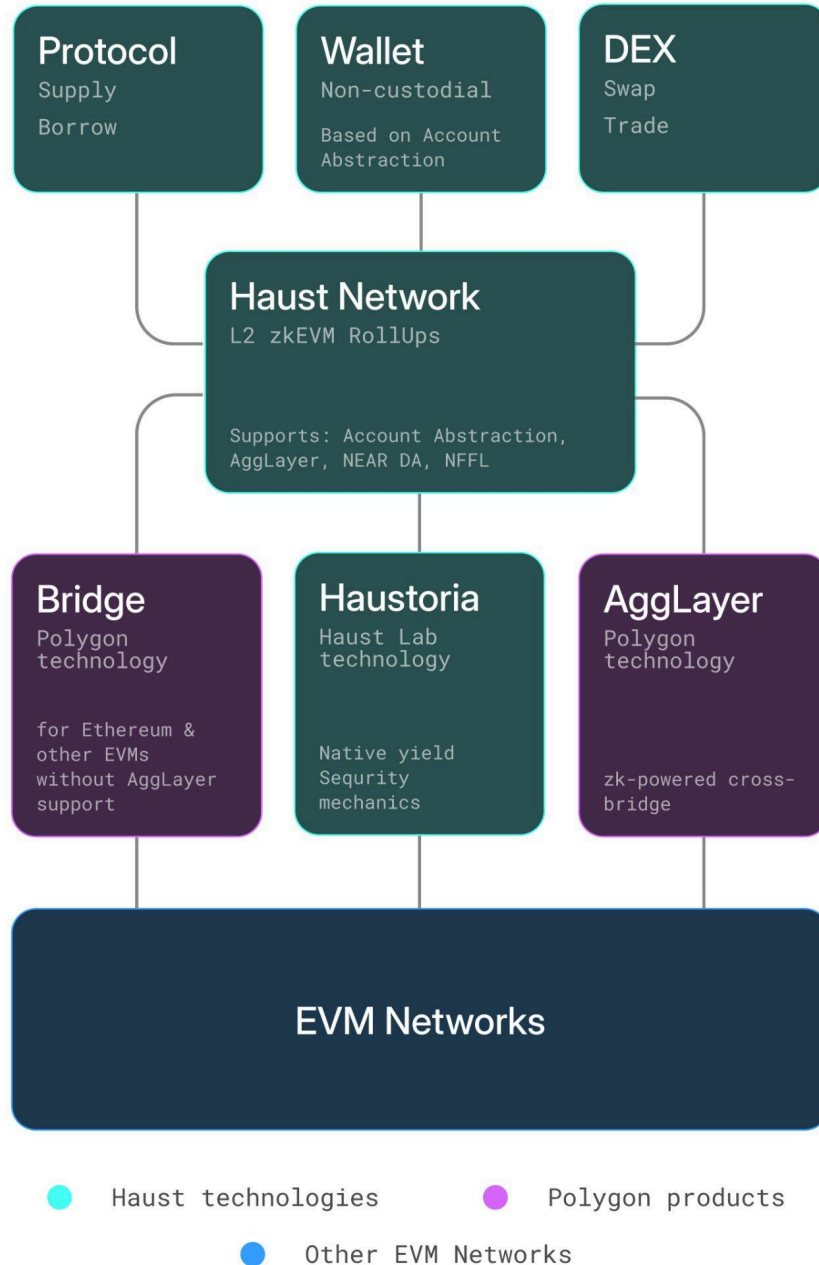 Protocol
Supply
Borrow
Wallet
Non-custodial
Based on Account
Abstraction
DEX
Swap
Trade
Haust Network
L2 zkEVM RollUps
Supports: Account Abstraction,
AggLayer, NEAR DA, NFFL
Bridge
Polygon
technology
for Ethereum &
other EVMs
without AggLayer
support
Haustoria
Haust Lab
technology
Native yield
Sequrity
mechanics
AggLayer
Polygon
technology
zk-powered cross-
bridge
EVM Networks
Haust technologies
Polygon products
Other EVM Networks